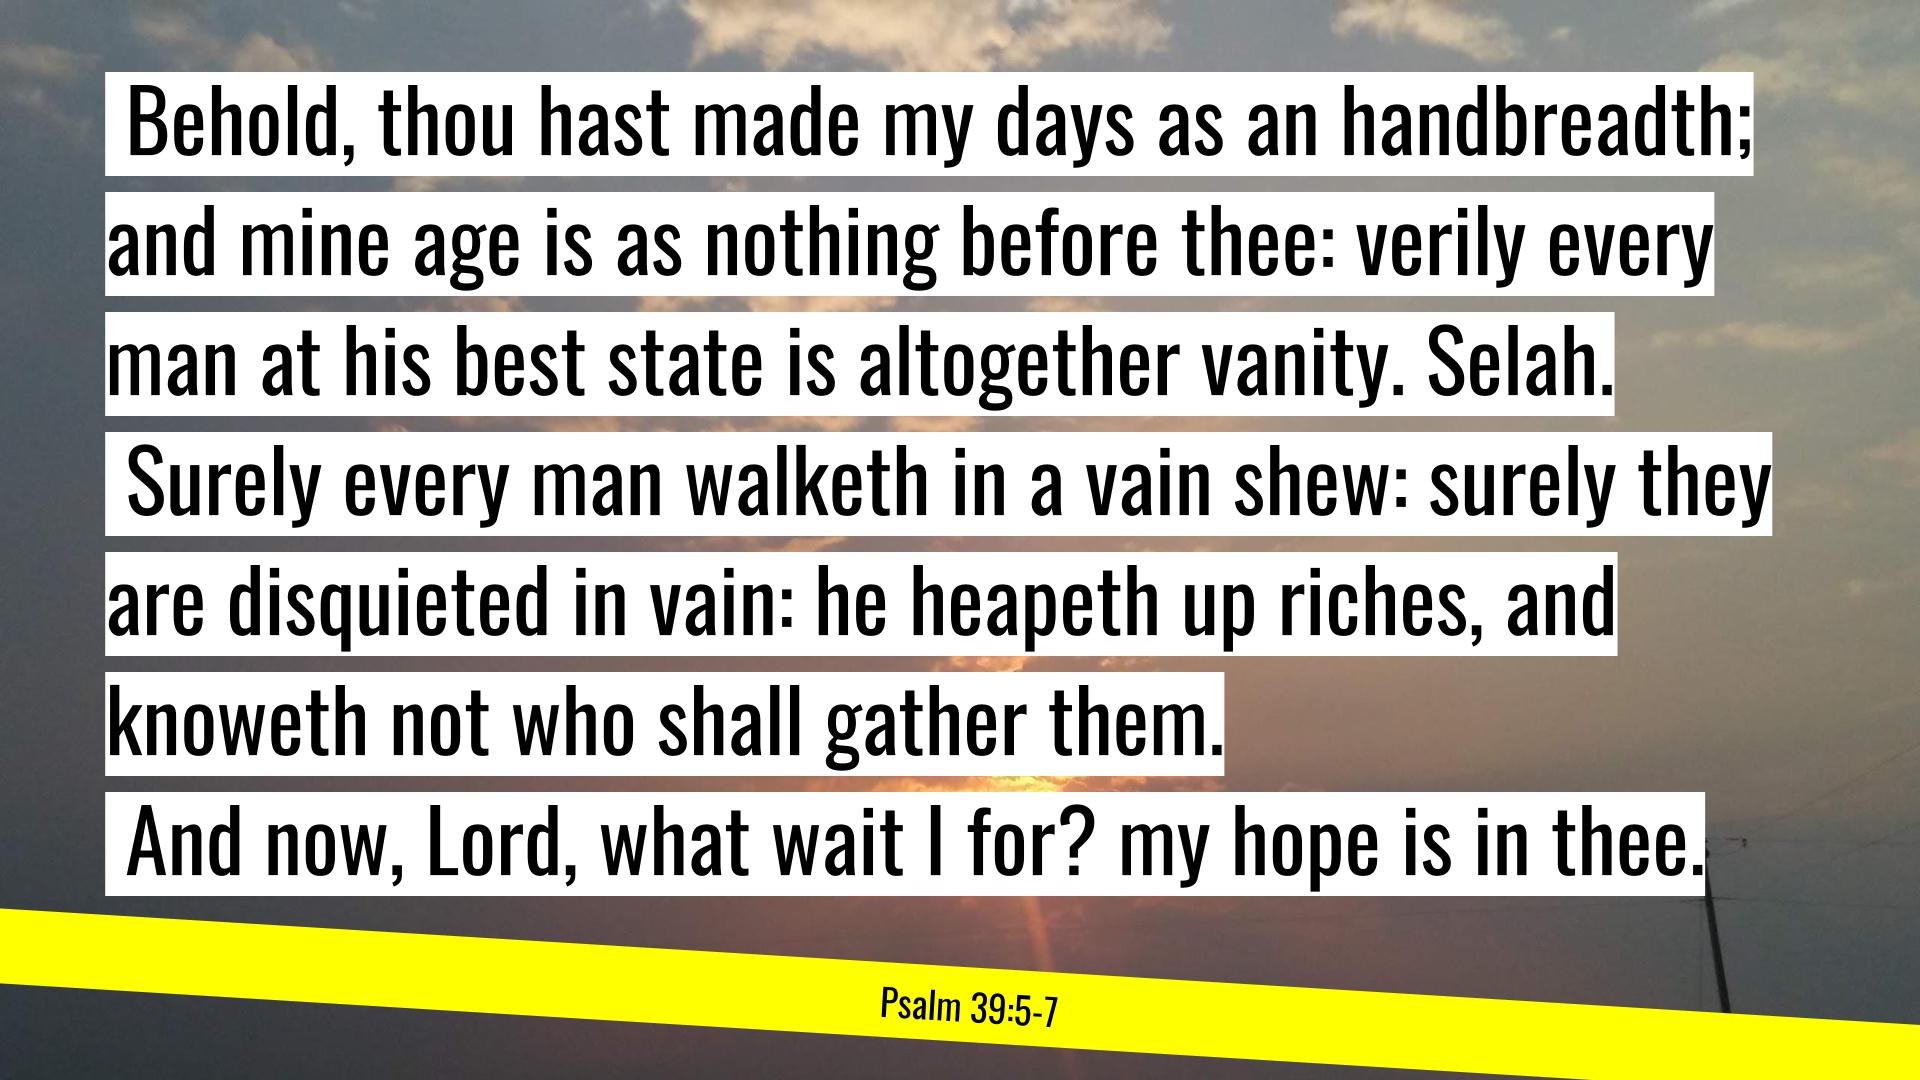 Behold, thou hast made my days as an handbreadth;
and mine age is as nothing before thee: verily every
man at his best state is altogether vanity. Selah.
Surely every man walketh in a vain shew: surely they
are disquieted in vain: he heapeth up riches, and
knoweth not who shall gather them.
And now, Lord, what wait I for? my hope is in thee.
Psalm 39:5-7